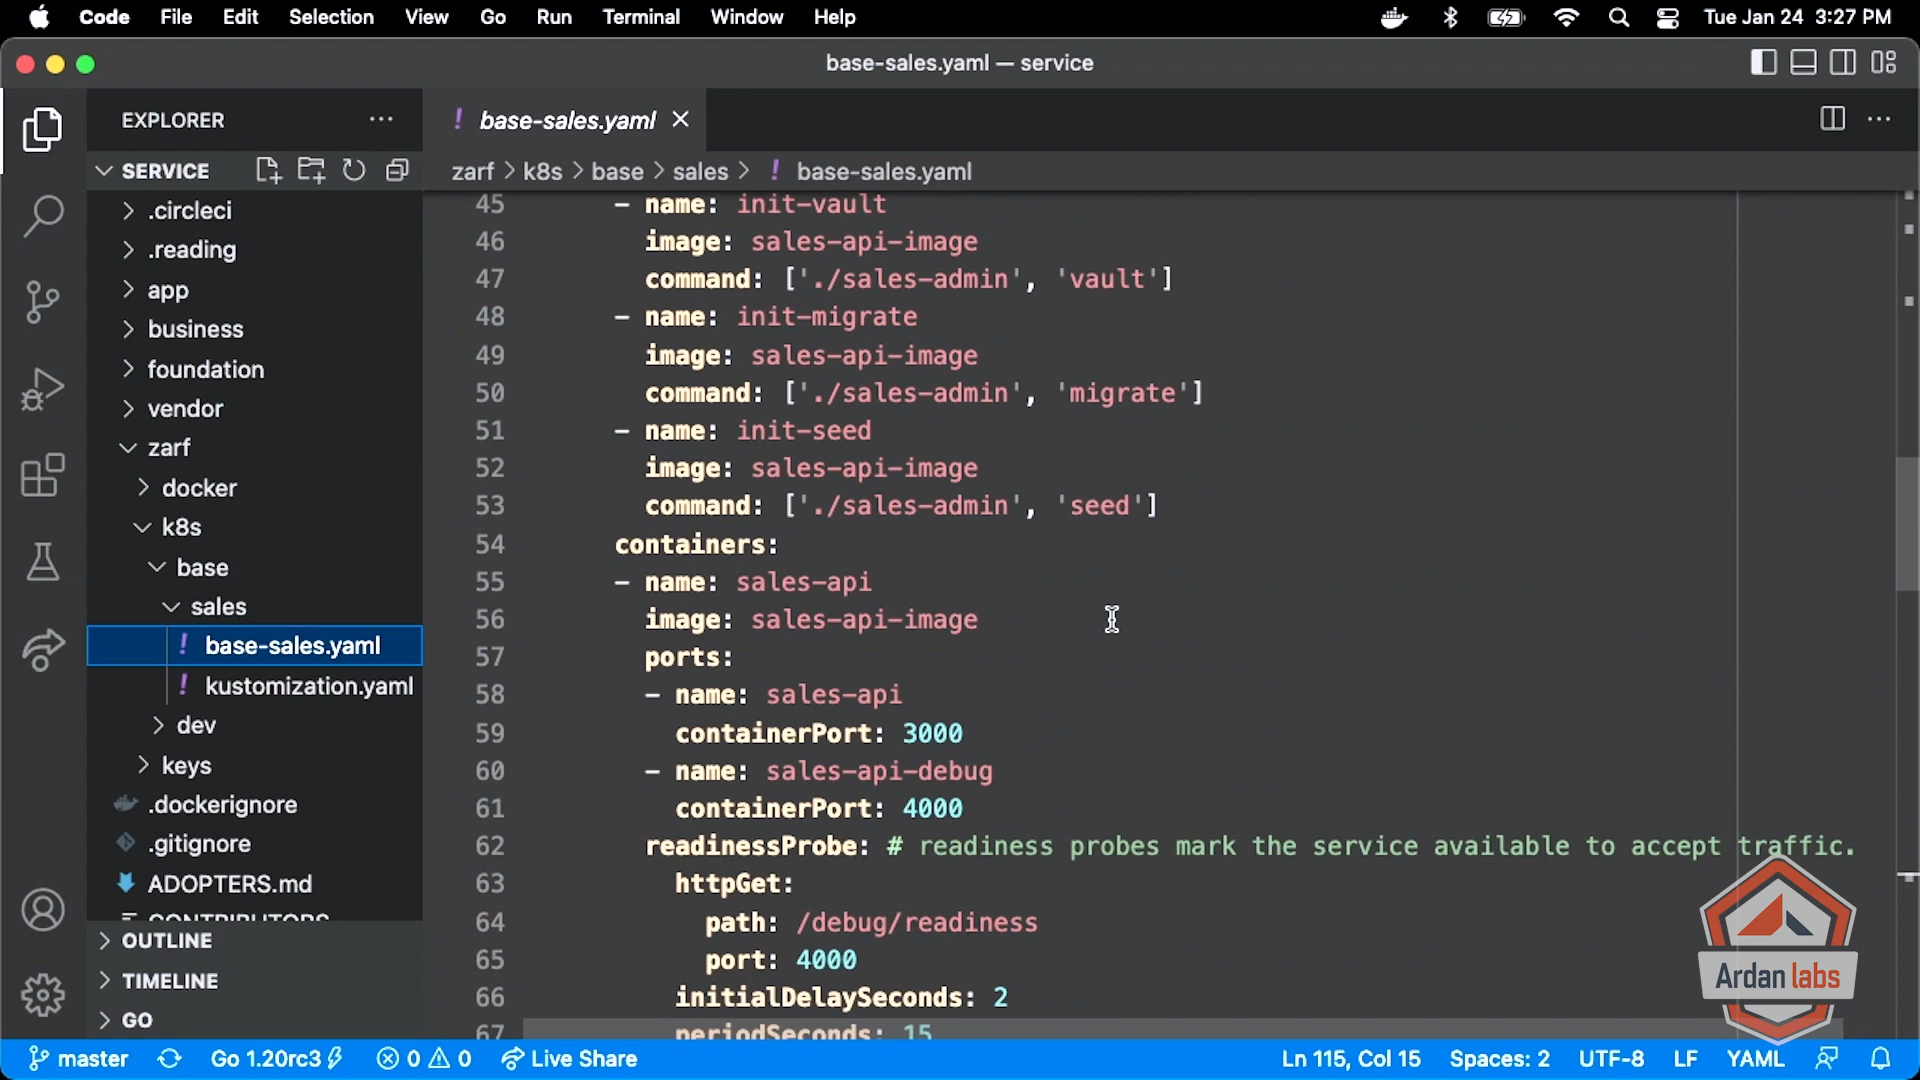 Code File Edit Selection View Go Run Terminal Window Help Tue Jan 24 3:27 PM
base-sales.yaml — service
EXPLORER
SERVICE
.circleci
.reading
app
business
foundation
vendor
zarf
docker
k8s
base
sales
! base-sales.yaml
! kustomization.yaml
dev
keys
.dockerignore
.gitignore
ADOPTERS.md
CONTRIBUTORS
OUTLINE
TIMELINE
GO
! base-sales.yaml
zarf > k8s > base > sales > ! base-sales.yaml
45 - name: init-vault
46 image: sales-api-image
47 command: ['./sales-admin', 'vault']
48 - name: init-migrate
49 image: sales-api-image
50 command: ['./sales-admin', 'migrate']
51 - name: init-seed
52 image: sales-api-image
53 command: ['./sales-admin', 'seed']
54 containers:
55 - name: sales-api
56 image: sales-api-image
57 ports:
58 - name: sales-api
59 containerPort: 3000
60 - name: sales-api-debug
61 containerPort: 4000
62 readinessProbe: # readiness probes mark the service available to accept traffic.
63 httpGet:
64 path: /debug/readiness
65 port: 4000
66 initialDelaySeconds: 2
67 periodSeconds: 15
Ardan labs
master Go 1.20rc3 0 0 Live Share Ln 115, Col 15 Spaces: 2 UTF-8 LF YAML